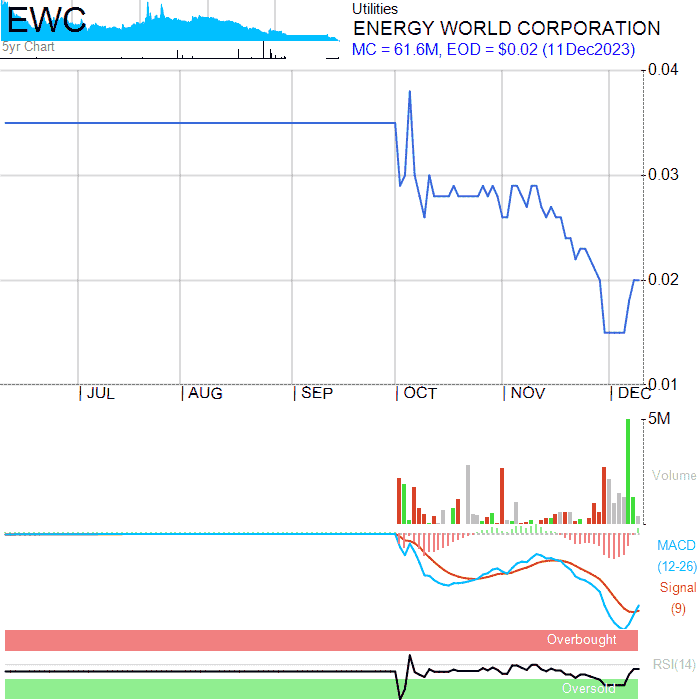 EWC
5yr Chart
Utilities
ENERGY WORLD CORPORATION
MC = 61.6M, EOD = $0.02 (11Dec2023)
0.04
0.03
0.02
0.01
JUL AUG SEP OCT NOV DEC
5M
Volume
MACD
(12-26)
Signal
(9)
Overbought
RSI(14)
Oversold